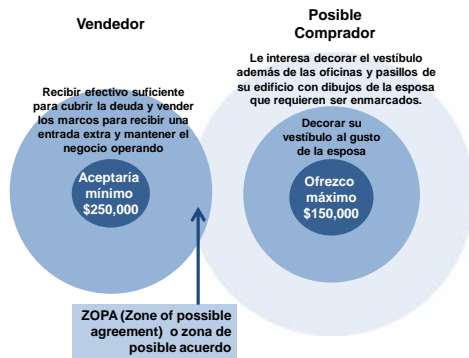 Vendedor
Posible
Comprador
Recibir efectivo suficiente
para cubrir la deuda y vender
los marcos para recibir una
entrada extra y mantener el
negocio operando
Aceptaría
mínimo
$250,000
Le interesa decorar el vestíbulo
además de las oficinas y pasillos de
su edificio con dibujos de la esposa
que requieren ser enmarcados.
Decorar su
vestíbulo al gusto
de la esposa
Ofrezco
máximo
$150,000
ZOPA (Zone of possible
agreement) o zona de
posible acuerdo